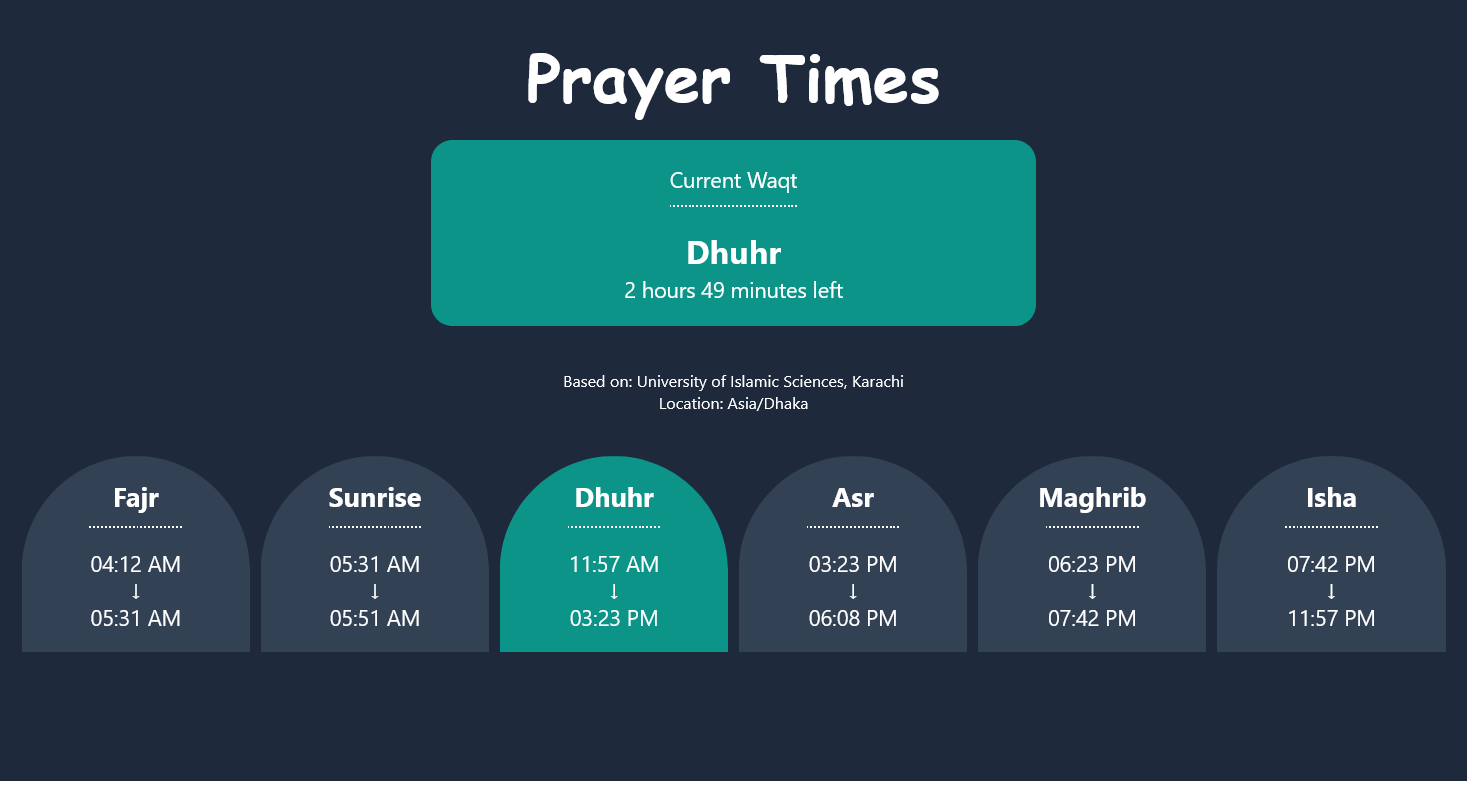 Prayer Times
Current Waqt
Dhuhr
2 hours 49 minutes left
Based on: University of Islamic Sciences, Karachi
Location: Asia/Dhaka
Fajr
04:12 AM
↓
05:31 AM
Sunrise
05:31 AM
↓
05:51 AM
Dhuhr
11:57 AM
↓
03:23 PM
Asr
03:23 PM
↓
06:08 PM
Maghrib
06:23 PM
↓
07:42 PM
Isha
07:42 PM
↓
11:57 PM